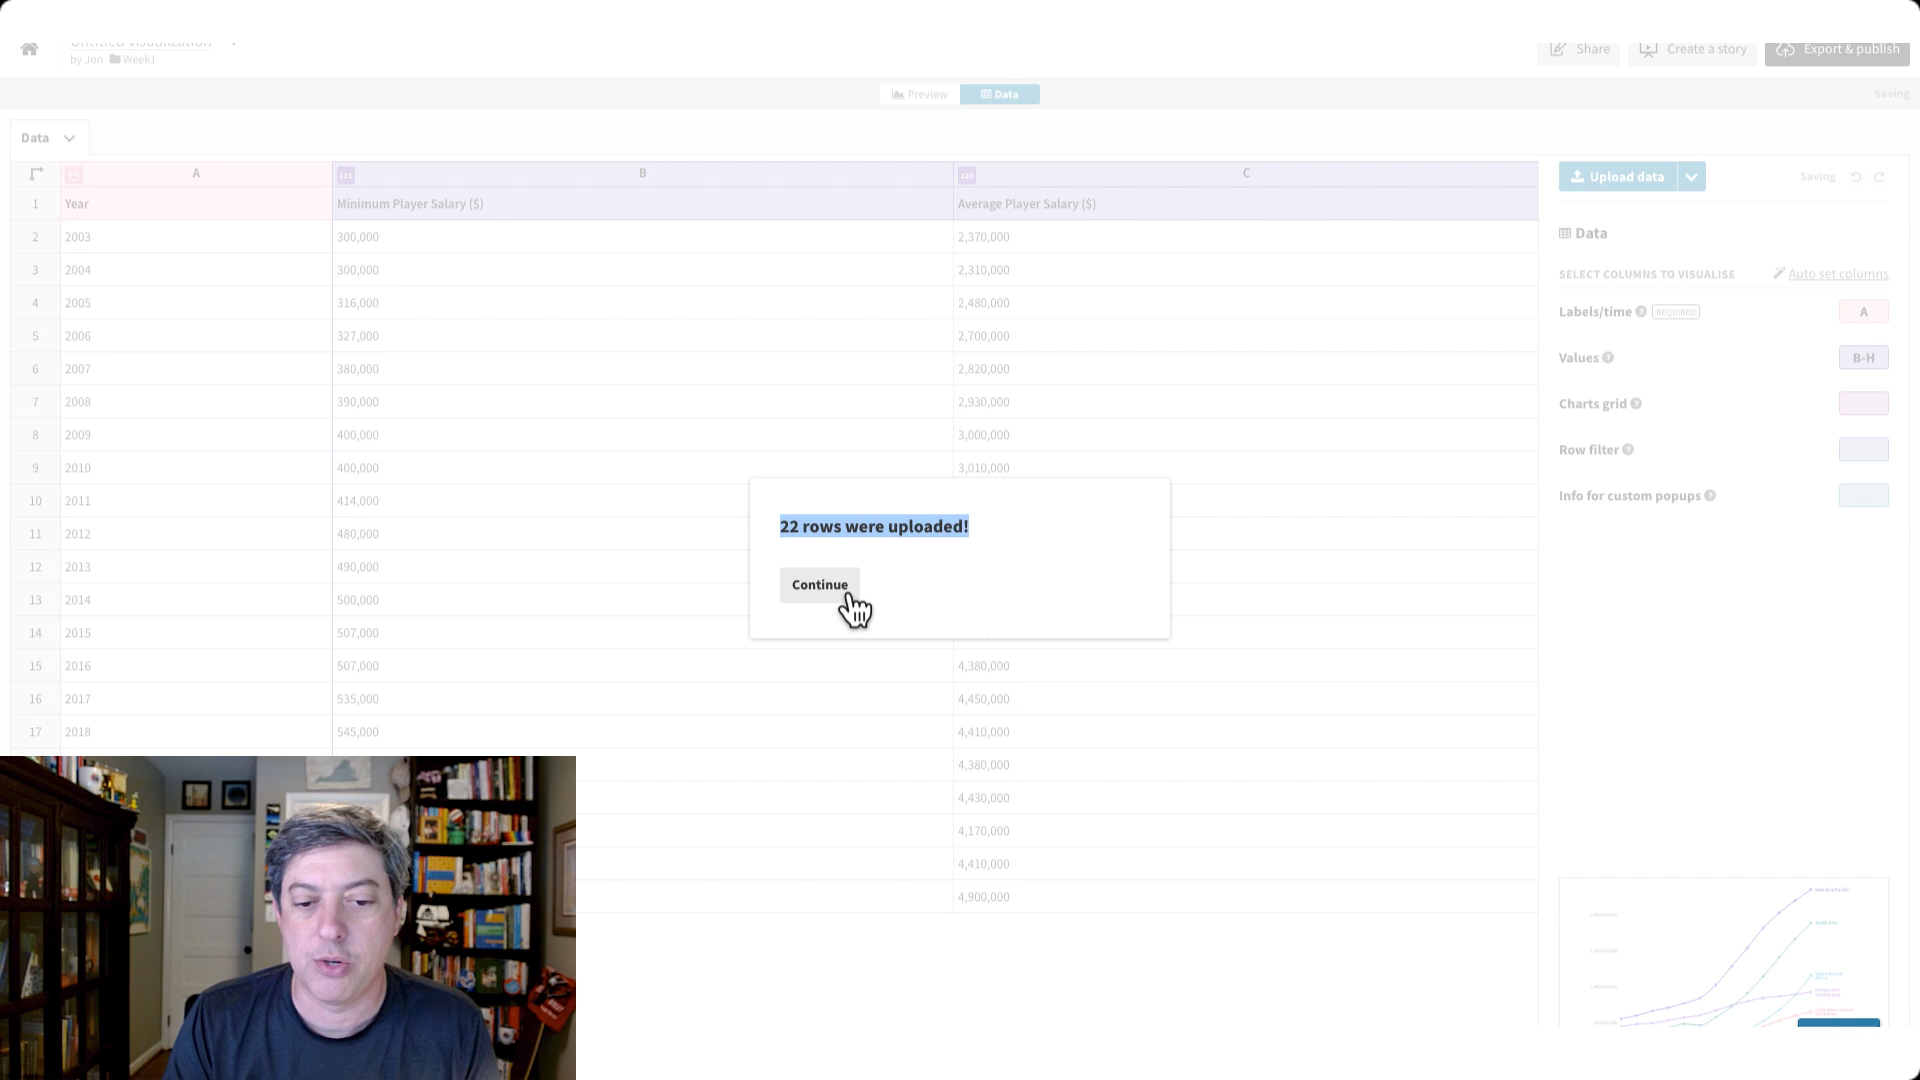 Untitled visualization
by Jon Week1
Share Create a story Export & publish
Preview Data Saving
Data
A B C
1 Year Minimum Player Salary ($) Average Player Salary ($)
2 2003 300,000 2,370,000
3 2004 300,000 2,310,000
4 2005 316,000 2,480,000
5 2006 327,000 2,700,000
6 2007 380,000 2,820,000
7 2008 390,000 2,930,000
8 2009 400,000 3,000,000
9 2010 400,000 3,010,000
10 2011 414,000
11 2012 480,000
12 2013 490,000
13 2014 500,000
14 2015 507,000
15 2016 507,000 4,380,000
16 2017 535,000 4,450,000
17 2018 545,000 4,410,000
4,380,000
4,430,000
4,170,000
4,410,000
4,900,000
22 rows were uploaded!
Continue
Upload data Saving
Data
SELECT COLUMNS TO VISUALISE Auto set columns
Labels/time REQUIRED A
Values B-H
Charts grid
Row filter
Info for custom popups